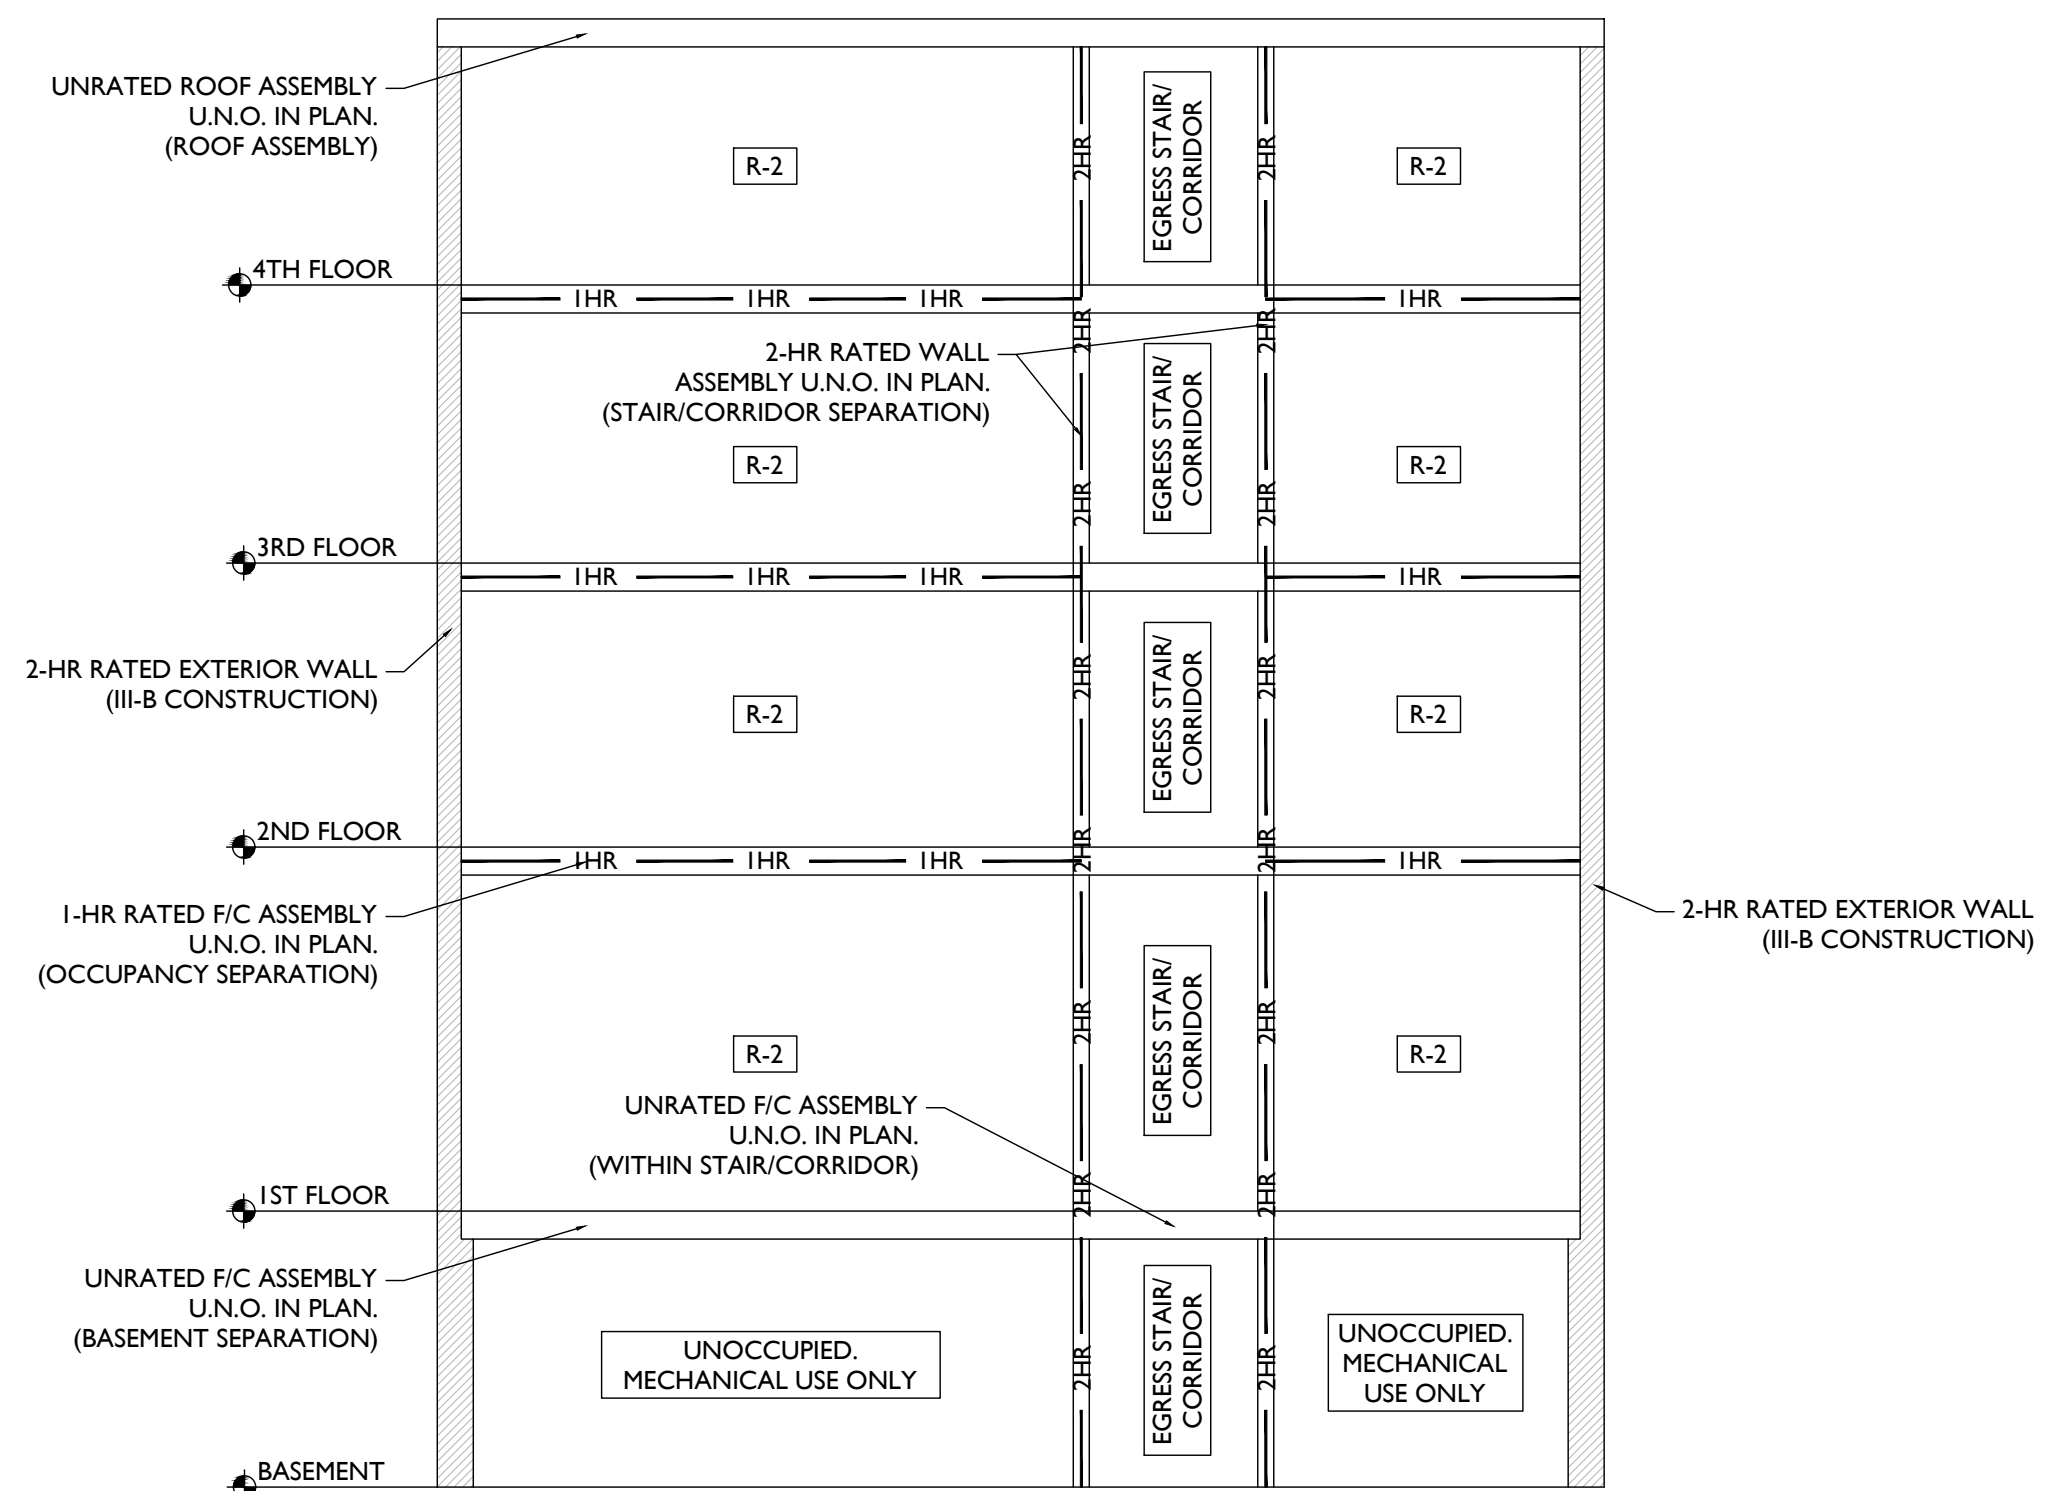 UNRATED ROOF ASSEMBLY
U.N.O. IN PLAN.
(ROOF ASSEMBLY)
R-2
2HR
EGRESS STAIR/
CORRIDOR
2HR
R-2
4TH FLOOR
1HR
1HR
1HR
1HR
2HR
2HR
2-HR RATED WALL
ASSEMBLY U.N.O. IN PLAN.
(STAIR/CORRIDOR SEPARATION)
EGRESS STAIR/
CORRIDOR
R-2
R-2
2HR
2HR
3RD FLOOR
1HR
1HR
1HR
1HR
2-HR RATED EXTERIOR WALL
(III-B CONSTRUCTION)
R-2
2HR
EGRESS STAIR/
CORRIDOR
2HR
R-2
2ND FLOOR
2HR
2HR
1HR
1HR
1HR
1HR
1-HR RATED F/C ASSEMBLY
U.N.O. IN PLAN.
(OCCUPANCY SEPARATION)
2-HR RATED EXTERIOR WALL
(III-B CONSTRUCTION)
R-2
2HR
EGRESS STAIR/
CORRIDOR
2HR
R-2
UNRATED F/C ASSEMBLY
U.N.O. IN PLAN.
(WITHIN STAIR/CORRIDOR)
1ST FLOOR
2HR
2HR
UNRATED F/C ASSEMBLY
U.N.O. IN PLAN.
(BASEMENT SEPARATION)
UNOCCUPIED.
MECHANICAL USE ONLY
2HR
EGRESS STAIR/
CORRIDOR
2HR
UNOCCUPIED.
MECHANICAL
USE ONLY
BASEMENT